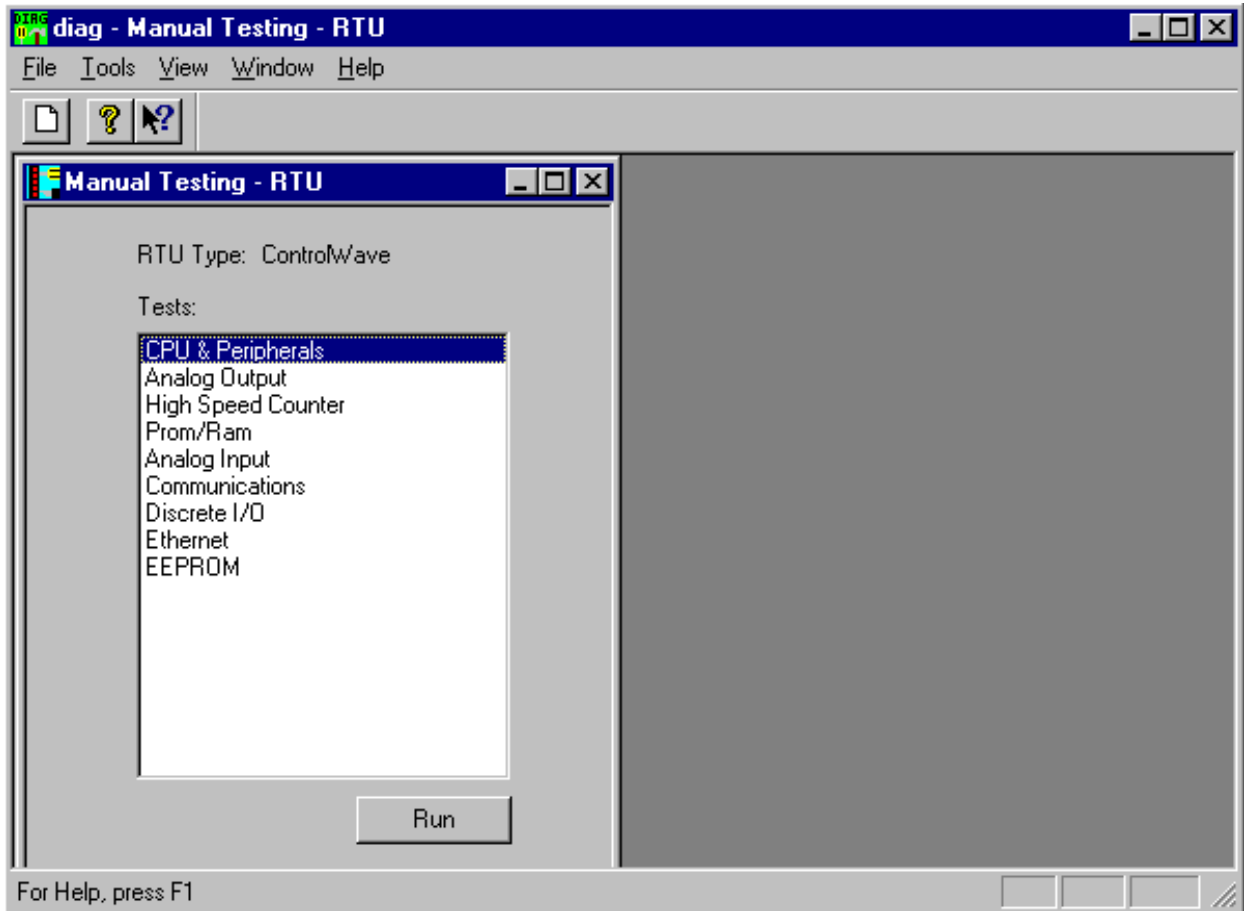 DIAG
diag - Manual Testing - RTU
File Tools View Window Help
Manual Testing - RTU
RTU Type: ControlWave
Tests:
CPU & Peripherals
Analog Output
High Speed Counter
Prom/Ram
Analog Input
Communications
Discrete I/O
Ethernet
EEPROM
Run
For Help, press F1